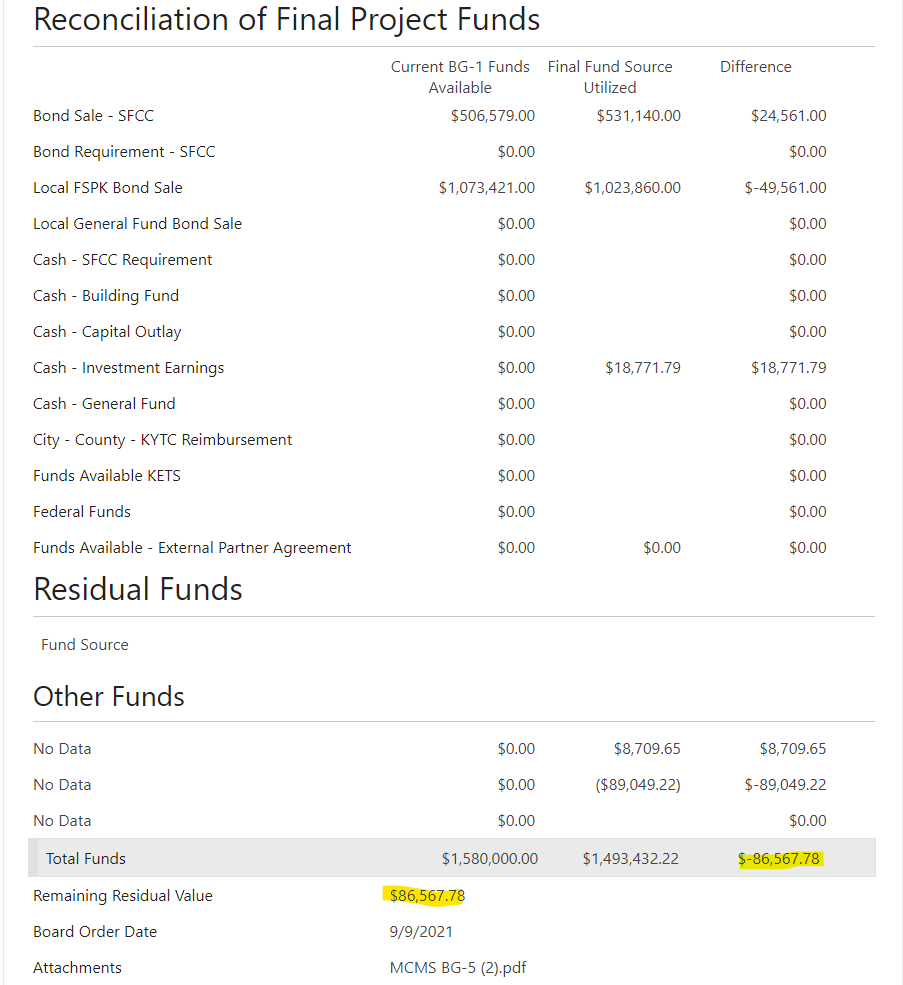 Reconciliation of Final Project Funds
Current BG-1 Funds Available Final Fund Source Utilized Difference
Bond Sale - SFCC $506,579.00 $531,140.00 $24,561.00
Bond Requirement - SFCC $0.00 $0.00
Local FSPK Bond Sale $1,073,421.00 $1,023,860.00 $-49,561.00
Local General Fund Bond Sale $0.00 $0.00
Cash - SFCC Requirement $0.00 $0.00
Cash - Building Fund $0.00 $0.00
Cash - Capital Outlay $0.00 $0.00
Cash - Investment Earnings $0.00 $18,771.79 $18,771.79
Cash - General Fund $0.00 $0.00
City - County - KYTC Reimbursement $0.00 $0.00
Funds Available KETS $0.00 $0.00
Federal Funds $0.00 $0.00
Funds Available - External Partner Agreement $0.00 $0.00 $0.00
Residual Funds
Fund Source
Other Funds
No Data $0.00 $8,709.65 $8,709.65
No Data $0.00 ($89,049.22) $-89,049.22
No Data $0.00 $0.00
Total Funds $1,580,000.00 $1,493,432.22 $-86,567.78
Remaining Residual Value $86,567.78
Board Order Date 9/9/2021
Attachments MCMS BG-5 (2).pdf